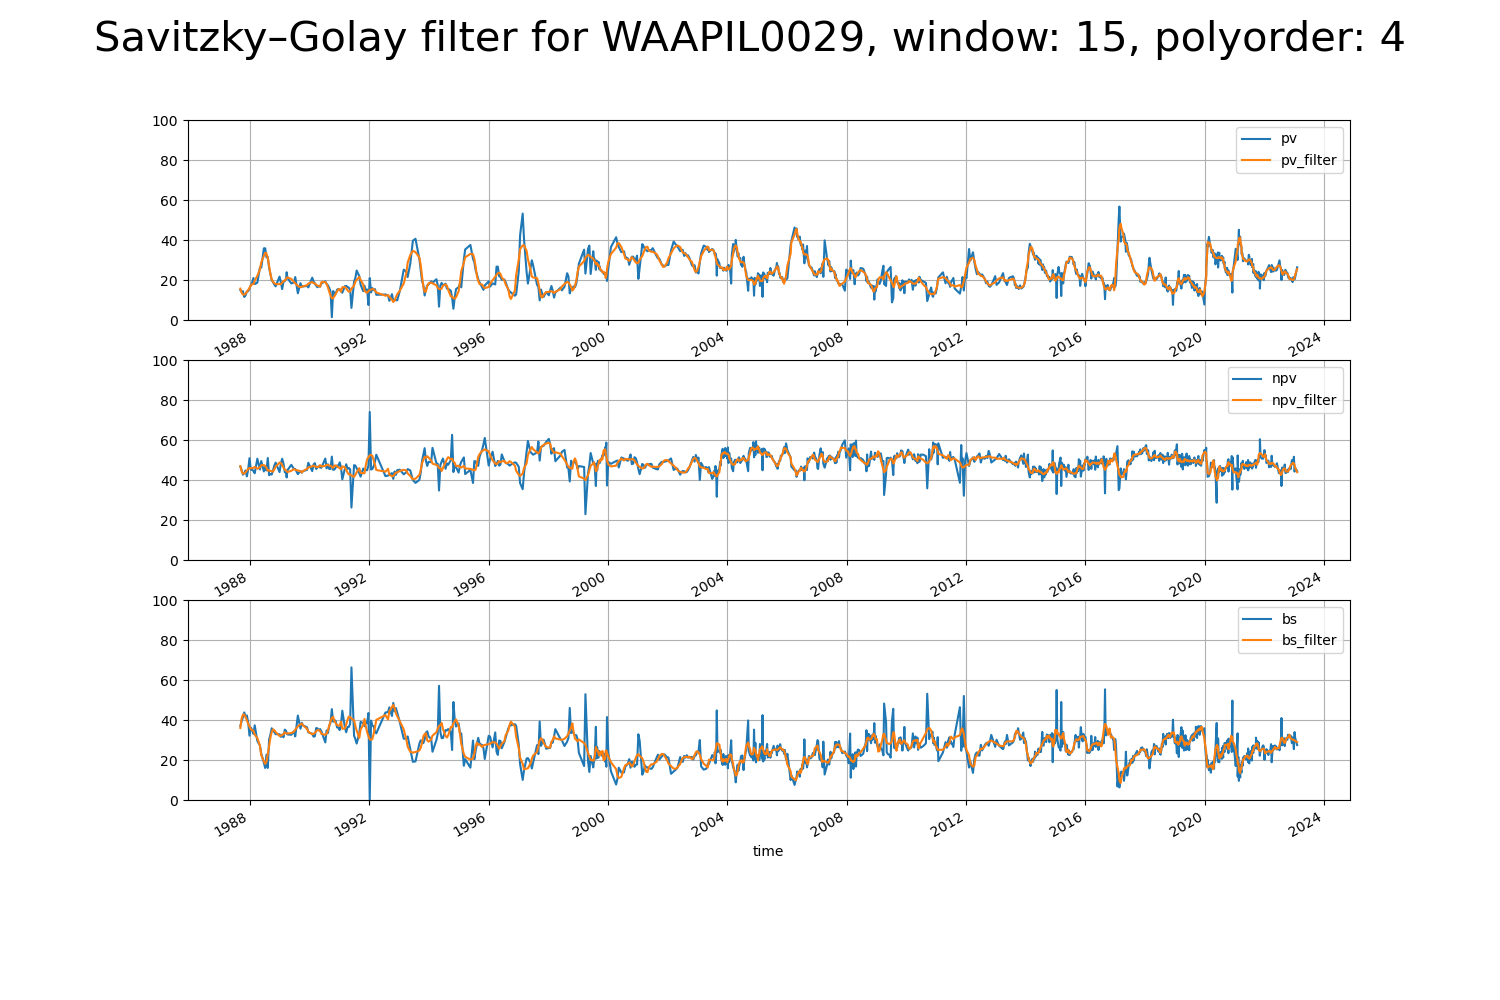 Savitzky–Golay filter for WAAPIL0029, window: 15, polyorder: 4
100
80
60
40
20
0
pv
pv_filter
1988 1992 1996 2000 2004 2008 2012 2016 2020 2024
100
80
60
40
20
0
npv
npv_filter
1988 1992 1996 2000 2004 2008 2012 2016 2020 2024
100
80
60
40
20
0
bs
bs_filter
1988 1992 1996 2000 2004 2008 2012 2016 2020 2024
time